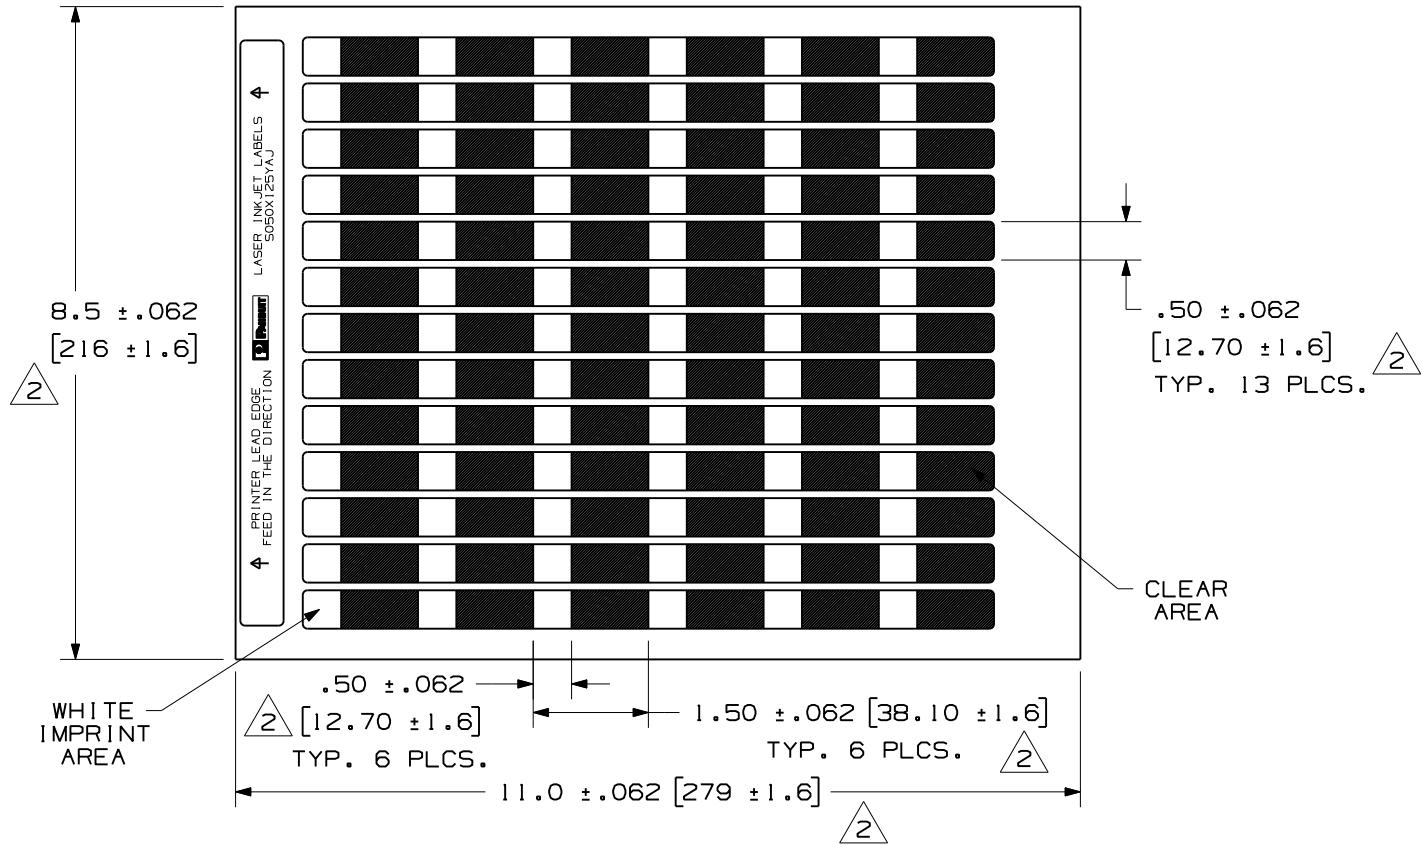 LASER INKJET LABELS
S050X125YAJ
PANDUIT
PRINTER LEAD EDGE
FEED IN THE DIRECTION
8.5 ±.062
[216 ±1.6]
2
.50 ±.062
[12.70 ±1.6]
2
TYP. 13 PLCS.
CLEAR
AREA
WHITE
IMPRINT
AREA
.50 ±.062
2
[12.70 ±1.6]
TYP. 6 PLCS.
1.50 ±.062 [38.10 ±1.6]
TYP. 6 PLCS.
2
11.0 ±.062 [279 ±1.6]
2